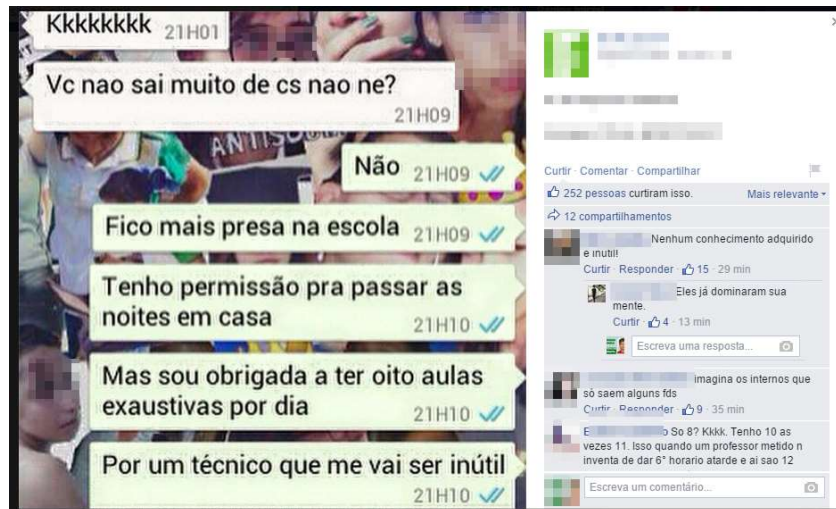 Kkkkkkkk 21H01
Vc nao sai muito de cs nao ne?
21H09
ANTISO
Não 21H09
Fico mais presa na escola 21H09
Tenho permissão pra passar as
noites em casa 21H10
Mas sou obrigada a ter oito aulas
exaustivas por dia 21H10
Por um técnico que me vai ser inútil
21H10
Curtir · Comentar · Compartilhar
252 pessoas curtiram isso. Mais relevante
12 compartilhamentos
Nenhum conhecimento adquirido
e inutil!
Curtir · Responder · 15 · 29 min
Eles já dominaram sua
mente.
Curtir · 4 · 13 min
Escreva uma resposta...
imagina os internos que
só saem alguns fds
Curtir · Responder · 9 · 35 min
So 8? Kkkk. Tenho 10 as
vezes 11. Isso quando um professor metido n
inventa de dar 6° horario atarde e ai sao 12
Escreva um comentário...